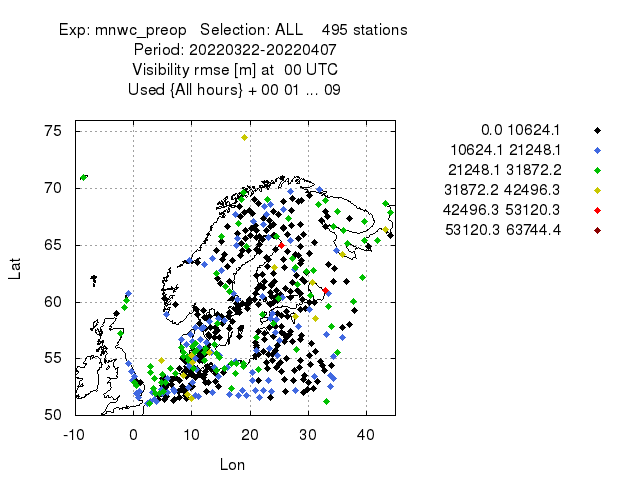 Exp: mnwc_preop   Selection: ALL    495 stations
Period: 20220322-20220407
Visibility rmse [m] at  00 UTC
Used {All hours} + 00 01 ... 09
0.0 10624.1
10624.1 21248.1
21248.1 31872.2
31872.2 42496.3
42496.3 53120.3
53120.3 63744.4
75
70
65
60
55
50
Lat
-10 0 10 20 30 40
Lon